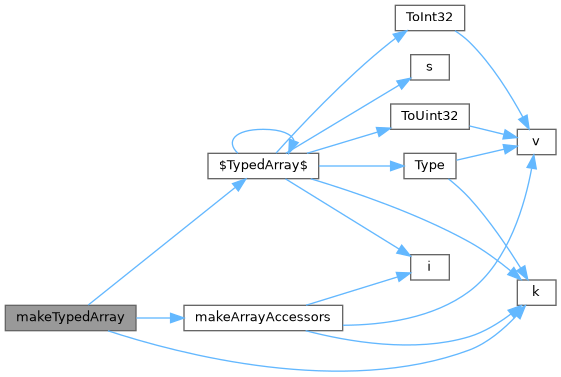 ToInt32
s
ToUint32
v
$TypedArray$
Type
i
k
makeTypedArray
makeArrayAccessors